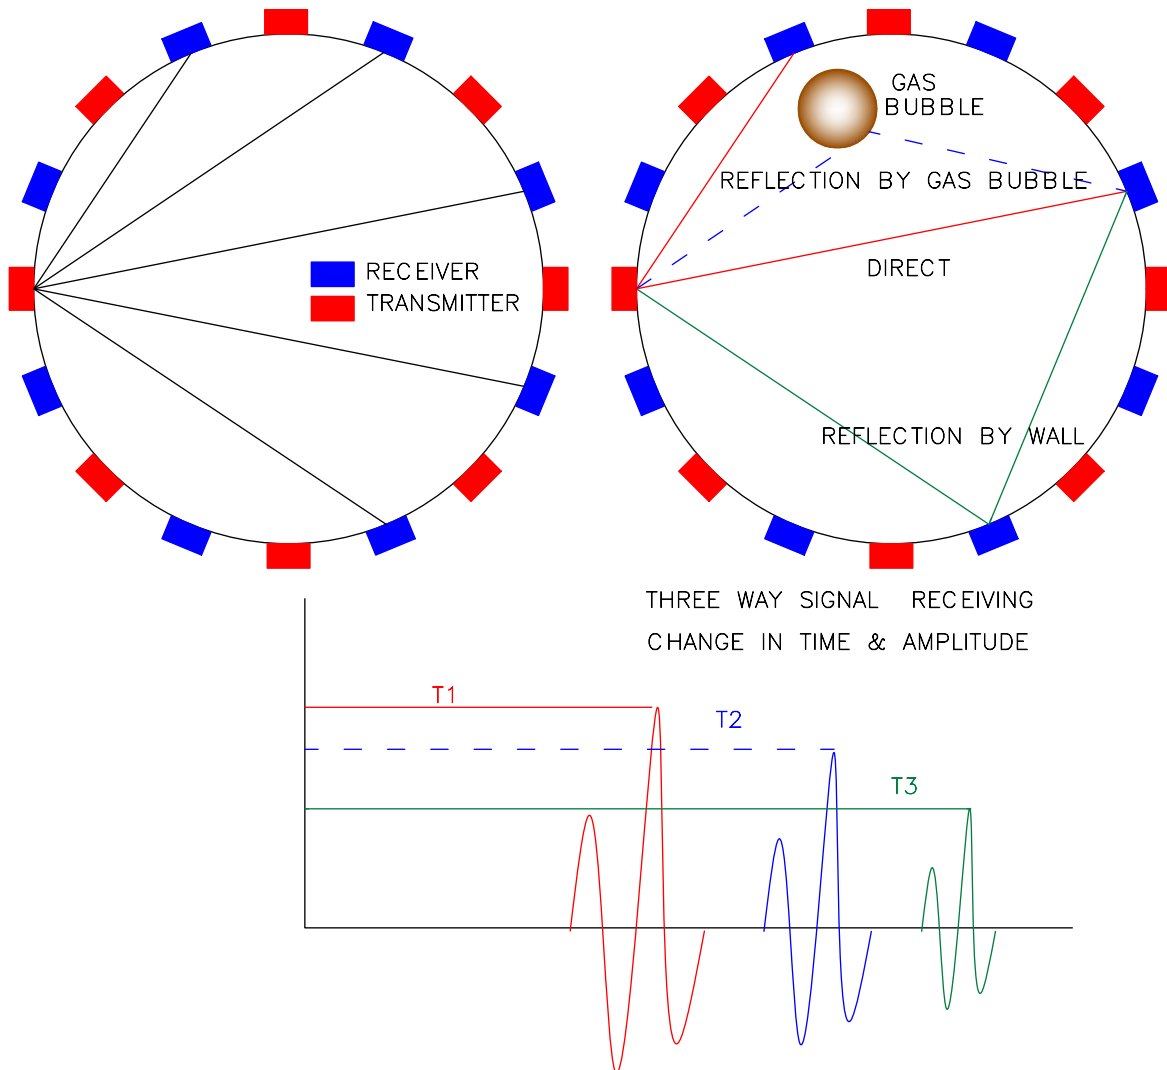 RECEIVER
TRANSMITTER
GAS
BUBBLE
REFLECTION BY GAS BUBBLE
DIRECT
REFLECTION BY WALL
THREE WAY SIGNAL RECEIVING
CHANGE IN TIME & AMPLITUDE
T1
T2
T3